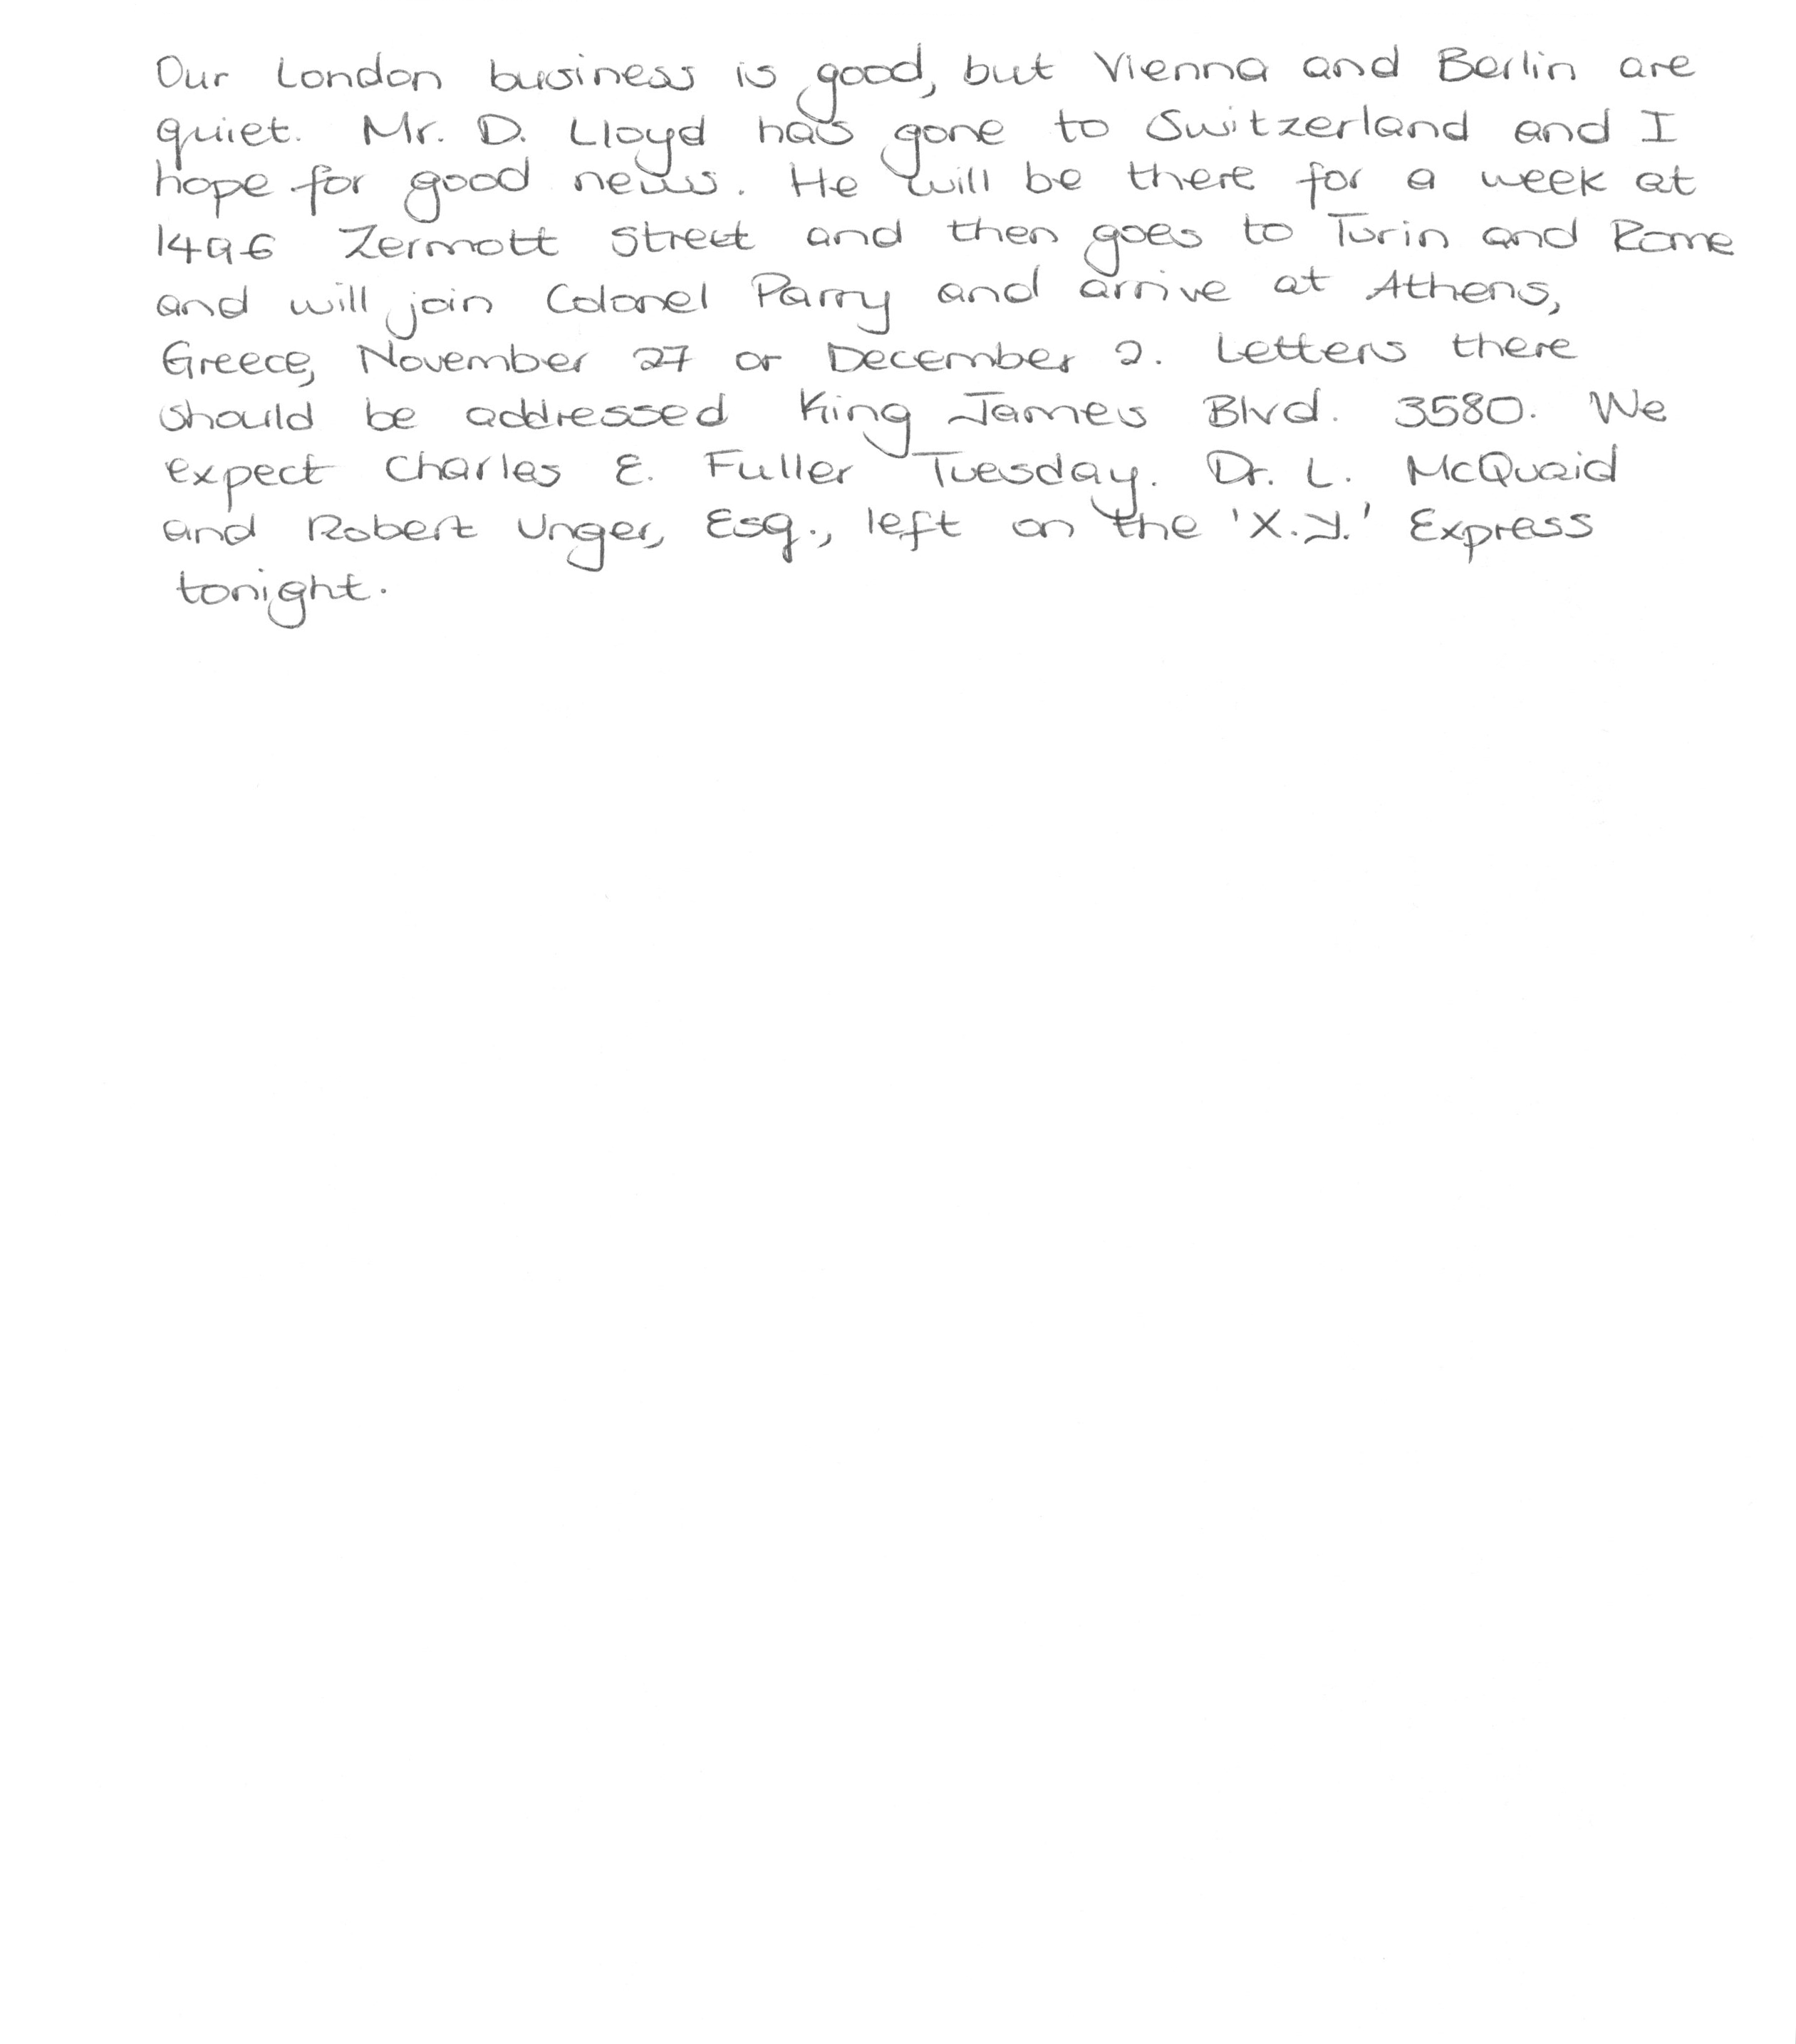 Our London business is good, but Vienna and Berlin are
quiet. Mr. D. Lloyd has gone to Switzerland and I
hope for good news. He will be there for a week at
1496 Zermott street and then goes to Turin and Rome
and will join Colonel Parry and arrive at Athens,
Greece, November 27 or December 2. Letters there
should be addressed King James Blvd. 3580. We
expect Charles E. Fuller Tuesday. Dr. L. McQuaid
and Robert Unger, Esq., left on the 'X.Y.' Express
tonight.